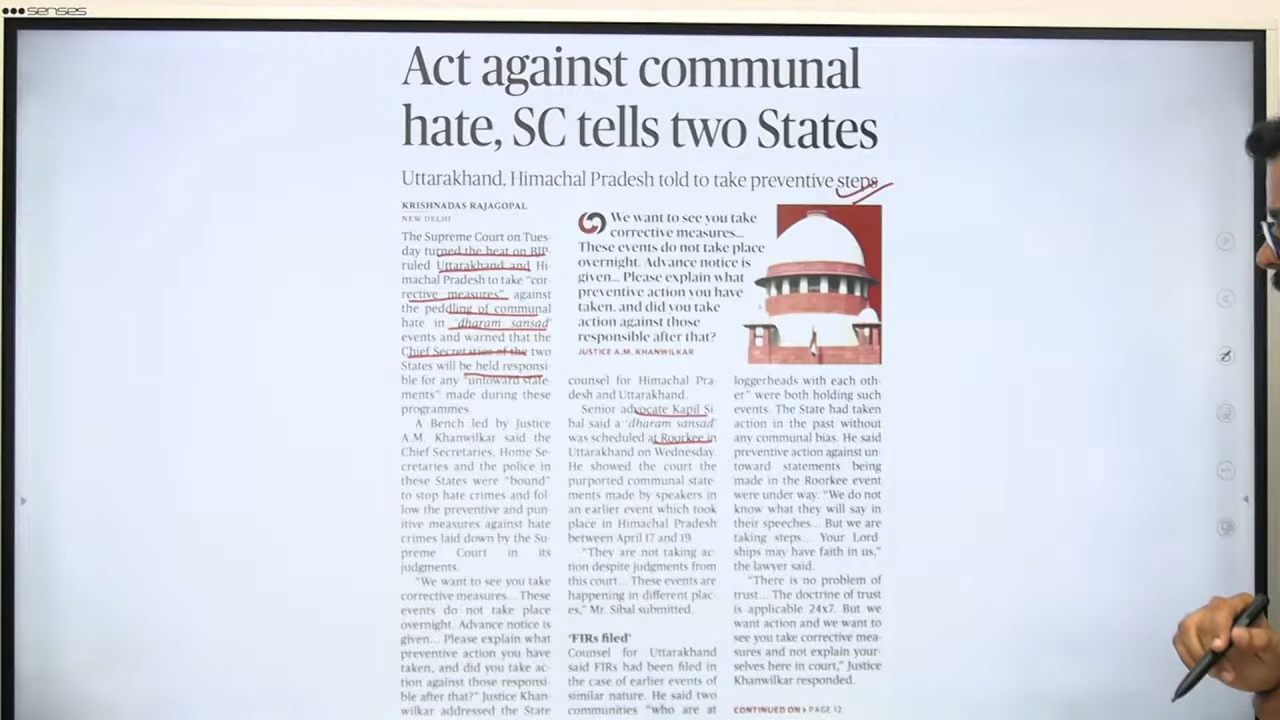 senses
Act against communal
hate, SC tells two States
Uttarakhand, Himachal Pradesh told to take preventive steps
KRISHNADAS RAJAGOPAL
NEW DELHI
The Supreme Court on Tues-
day turned the heat on BJP-
ruled Uttarakhand and Hi-
machal Pradesh to take "cor-
rective measures" against
the peddling of communal
hate in 'dharam sansad'
events and warned that the
Chief Secretaries of the two
States will be held responsi-
ble for any "untoward state-
ments" made during these
programmes.
A Bench led by Justice
A.M. Khanwilkar said the
Chief Secretaries, Home Se-
cretaries and the police in
these States were "bound"
to stop hate crimes and fol-
low the preventive and pun-
itive measures against hate
crimes laid down by the Su-
preme Court in its
judgments.
"We want to see you take
corrective measures... These
events do not take place
overnight. Advance notice is
given... Please explain what
preventive action you have
taken, and did you take ac-
tion against those responsi-
ble after that?" Justice Khan-
wilkar addressed the State
We want to see you take
corrective measures...
These events do not take place
overnight. Advance notice is
given... Please explain what
preventive action you have
taken, and did you take
action against those
responsible after that?
JUSTICE A.M. KHANWILKAR
counsel for Himachal Pra-
desh and Uttarakhand.
Senior advocate Kapil Si-
bal said a 'dharam sansad'
was scheduled at Roorkee in
Uttarakhand on Wednesday.
He showed the court the
purported communal state-
ments made by speakers in
an earlier event which took
place in Himachal Pradesh
between April 17 and 19.
"They are not taking ac-
tion despite judgments from
this court... These events are
happening in different plac-
es," Mr. Sibal submitted.
'FIRs filed'
Counsel for Uttarakhand
said FIRs had been filed in
the case of earlier events of
similar nature. He said two
communities "who are at
loggerheads with each oth-
er" were both holding such
events. The State had taken
action in the past without
any communal bias. He said
preventive action against un-
toward statements being
made in the Roorkee event
were under way. "We do not
know what they will say in
their speeches... But we are
taking steps... Your Lord-
ships may have faith in us,"
the lawyer said.
"There is no problem of
trust... The doctrine of trust
is applicable 24x7. But we
want action and we want to
see you take corrective mea-
sures and not explain your-
selves here in court," Justice
Khanwilkar responded.
CONTINUED ON PAGE 12